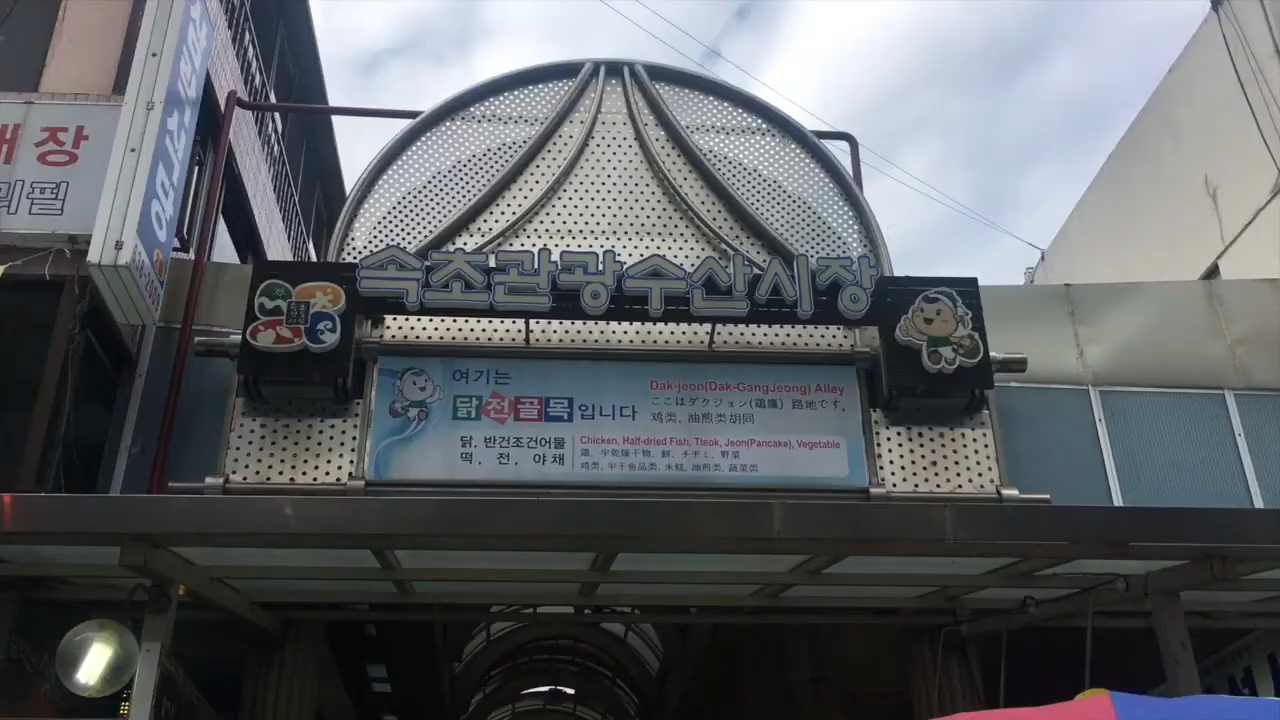 장
리필
속초관광수산시장
여기는
닭전골목입니다
닭, 반건조건어물
떡, 전, 야채
Dak-jeon(Dak-GangJeong) Alley
ここはダクジョン(鶏鷹) 路地です。
鸡类, 油煎类胡同
Chicken, Half-dried Fish, Tteok, Jeon(Pancake), Vegetable
鶏, 半乾燥干物, 餅, チヂミ, 野菜
鸡类, 半干鱼品类, 米糕, 油煎类, 蔬菜类